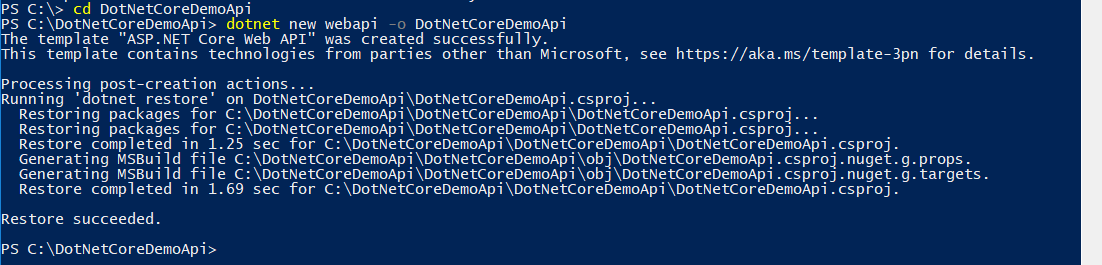 PS C:\> cd DotNetCoreDemoApi
PS C:\DotNetCoreDemoApi> dotnet new webapi -o DotNetCoreDemoApi
The template "ASP.NET Core Web API" was created successfully.
This template contains technologies from parties other than Microsoft, see https://aka.ms/template-3pn for details.
Processing post-creation actions...
Running 'dotnet restore' on DotNetCoreDemoApi\DotNetCoreDemoApi.csproj...
  Restoring packages for C:\DotNetCoreDemoApi\DotNetCoreDemoApi\DotNetCoreDemoApi.csproj...
  Restoring packages for C:\DotNetCoreDemoApi\DotNetCoreDemoApi\DotNetCoreDemoApi.csproj...
  Restore completed in 1.25 sec for C:\DotNetCoreDemoApi\DotNetCoreDemoApi\DotNetCoreDemoApi.csproj.
  Generating MSBuild file C:\DotNetCoreDemoApi\DotNetCoreDemoApi\obj\DotNetCoreDemoApi.csproj.nuget.g.props.
  Generating MSBuild file C:\DotNetCoreDemoApi\DotNetCoreDemoApi\obj\DotNetCoreDemoApi.csproj.nuget.g.targets.
  Restore completed in 1.69 sec for C:\DotNetCoreDemoApi\DotNetCoreDemoApi\DotNetCoreDemoApi.csproj.
Restore succeeded.
PS C:\DotNetCoreDemoApi>